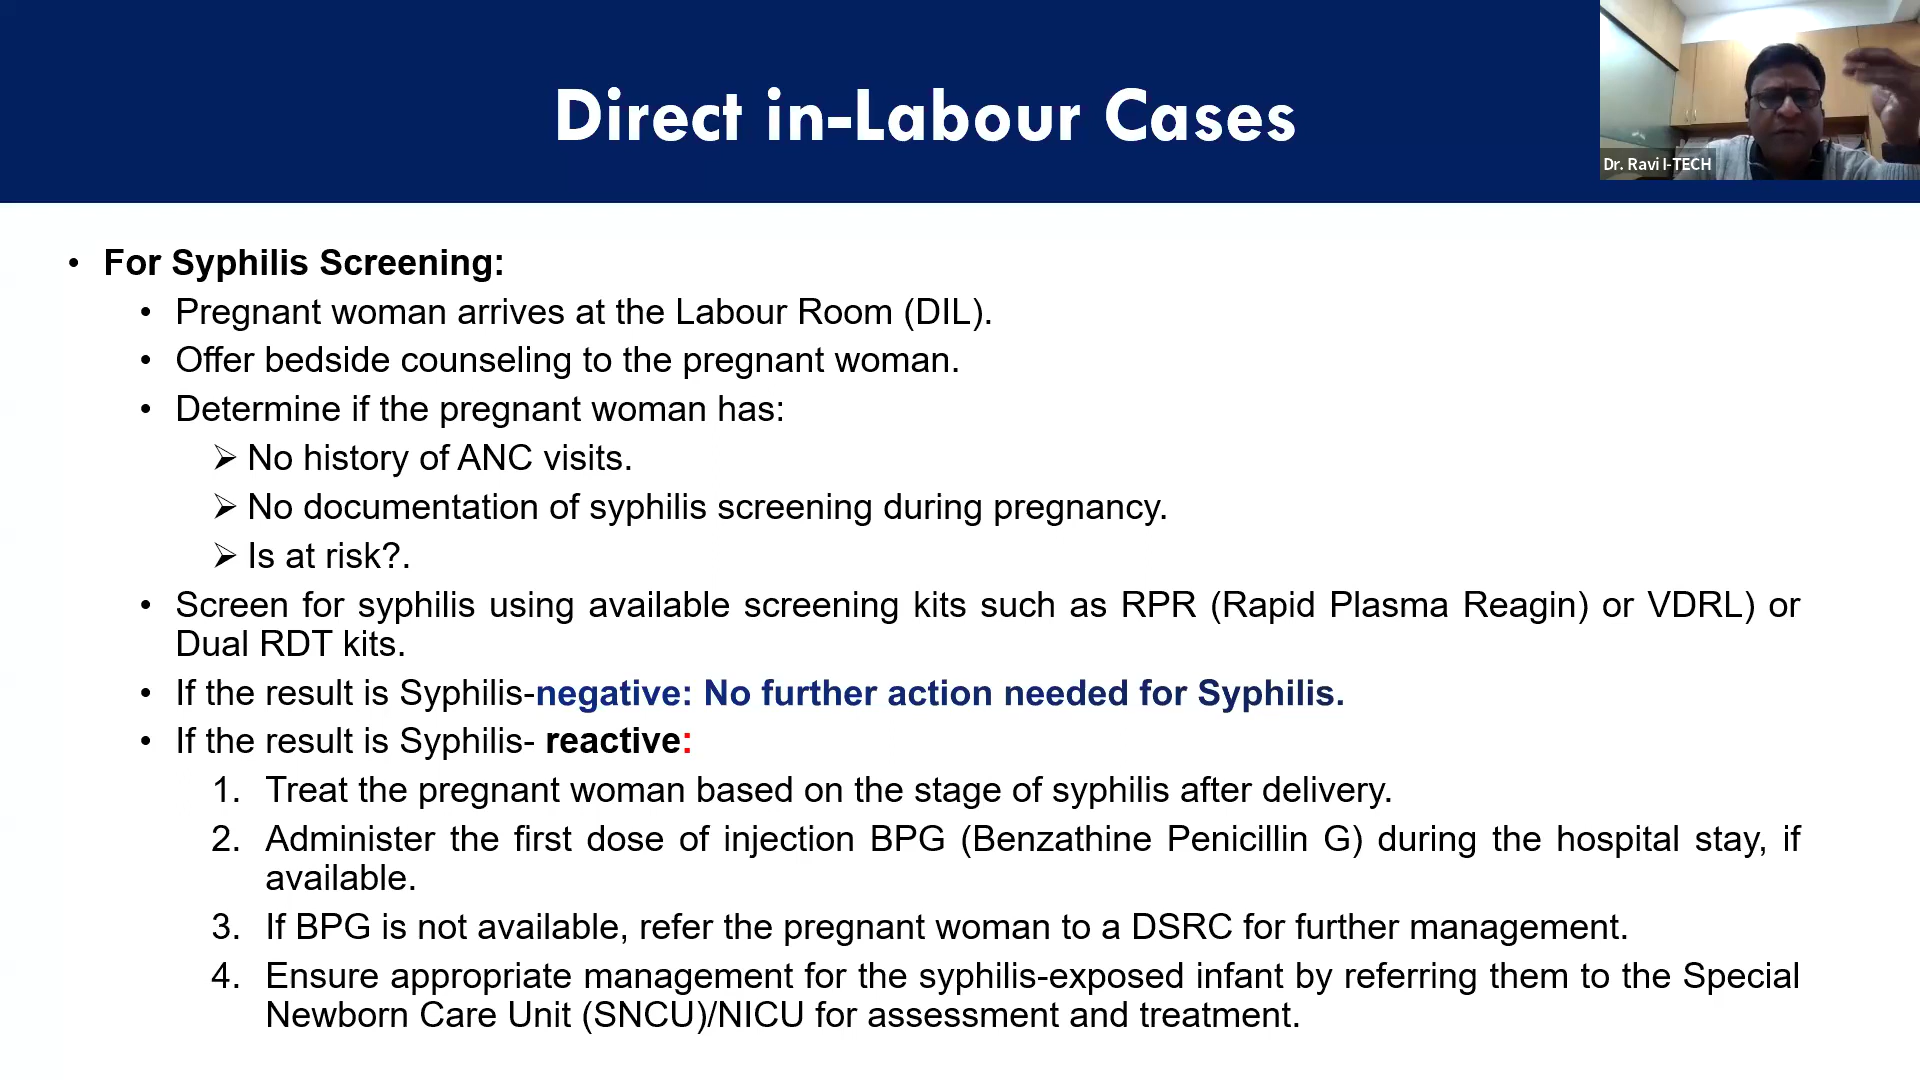 Direct in-Labour Cases
Dr. Ravi I-TECH
• For Syphilis Screening:
• Pregnant woman arrives at the Labour Room (DIL).
• Offer bedside counseling to the pregnant woman.
• Determine if the pregnant woman has:
➢ No history of ANC visits.
➢ No documentation of syphilis screening during pregnancy.
➢ Is at risk?.
• Screen for syphilis using available screening kits such as RPR (Rapid Plasma Reagin) or VDRL) or
Dual RDT kits.
• If the result is Syphilis-negative: No further action needed for Syphilis.
• If the result is Syphilis- reactive:
1. Treat the pregnant woman based on the stage of syphilis after delivery.
2. Administer the first dose of injection BPG (Benzathine Penicillin G) during the hospital stay, if
available.
3. If BPG is not available, refer the pregnant woman to a DSRC for further management.
4. Ensure appropriate management for the syphilis-exposed infant by referring them to the Special
Newborn Care Unit (SNCU)/NICU for assessment and treatment.